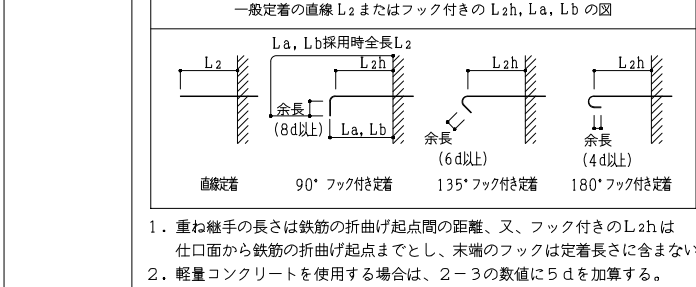 一般定着の直線L2またはフック付きのL2h,La,Lbの図
La,Lb採用時全長L2
L2 L2h L2h L2h
余長
(8d以上) La,Lb
余長
(6d以上)
余長
(4d以上)
直線定着 90°フック付き定着 135°フック付き定着 180°フック付き定着
1.重ね継手の長さは鉄筋の折曲げ起点間の距離、又、フック付きのL2hは
仕口面から鉄筋の折曲げ起点までとし、末端のフックは定着長さに含まない
2.軽量コンクリートを使用する場合は、2-3の数値に5dを加算する。